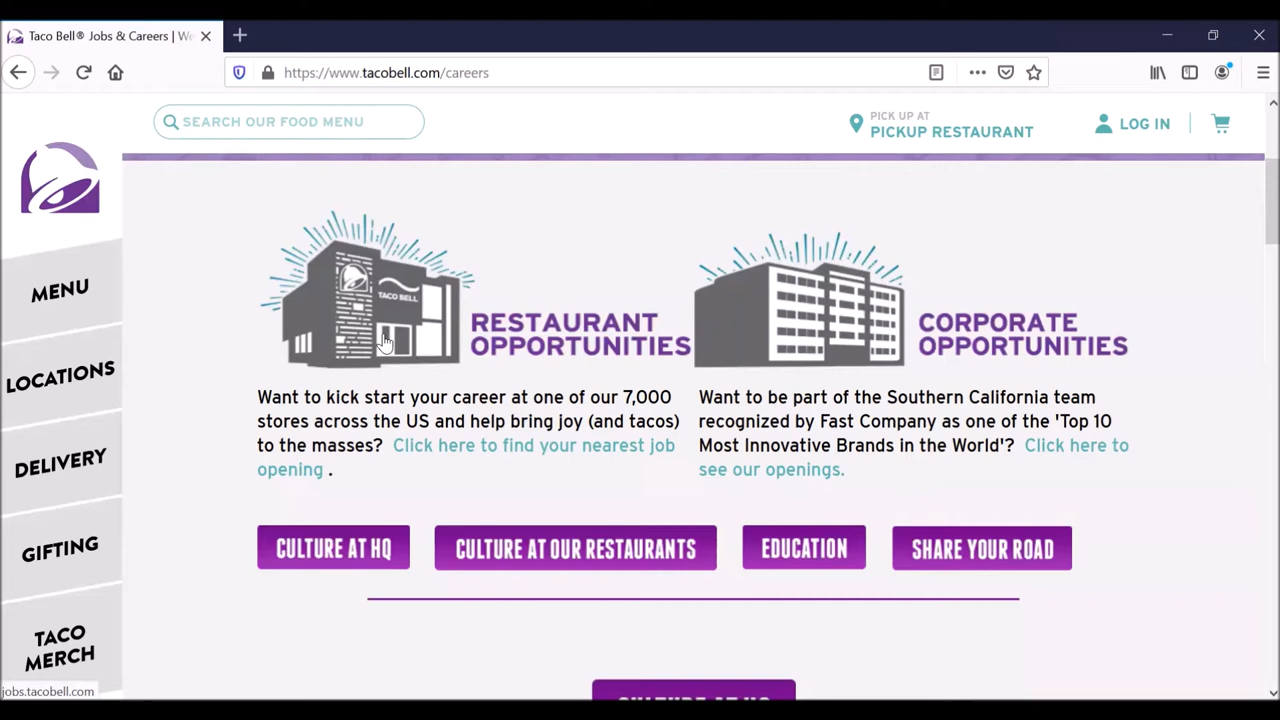 Taco Bell® Jobs & Careers | We
https://www.tacobell.com/careers
SEARCH OUR FOOD MENU
PICK UP AT
PICKUP RESTAURANT
LOG IN
MENU
LOCATIONS
DELIVERY
GIFTING
TACO
MERCH
TACO BELL
RESTAURANT
OPPORTUNITIES
Want to kick start your career at one of our 7,000
stores across the US and help bring joy (and tacos)
to the masses? Click here to find your nearest job
opening .
CORPORATE
OPPORTUNITIES
Want to be part of the Southern California team
recognized by Fast Company as one of the 'Top 10
Most Innovative Brands in the World'? Click here to
see our openings.
CULTURE AT HQ
CULTURE AT OUR RESTAURANTS
EDUCATION
SHARE YOUR ROAD
CULTURE AT HQ
jobs.tacobell.com